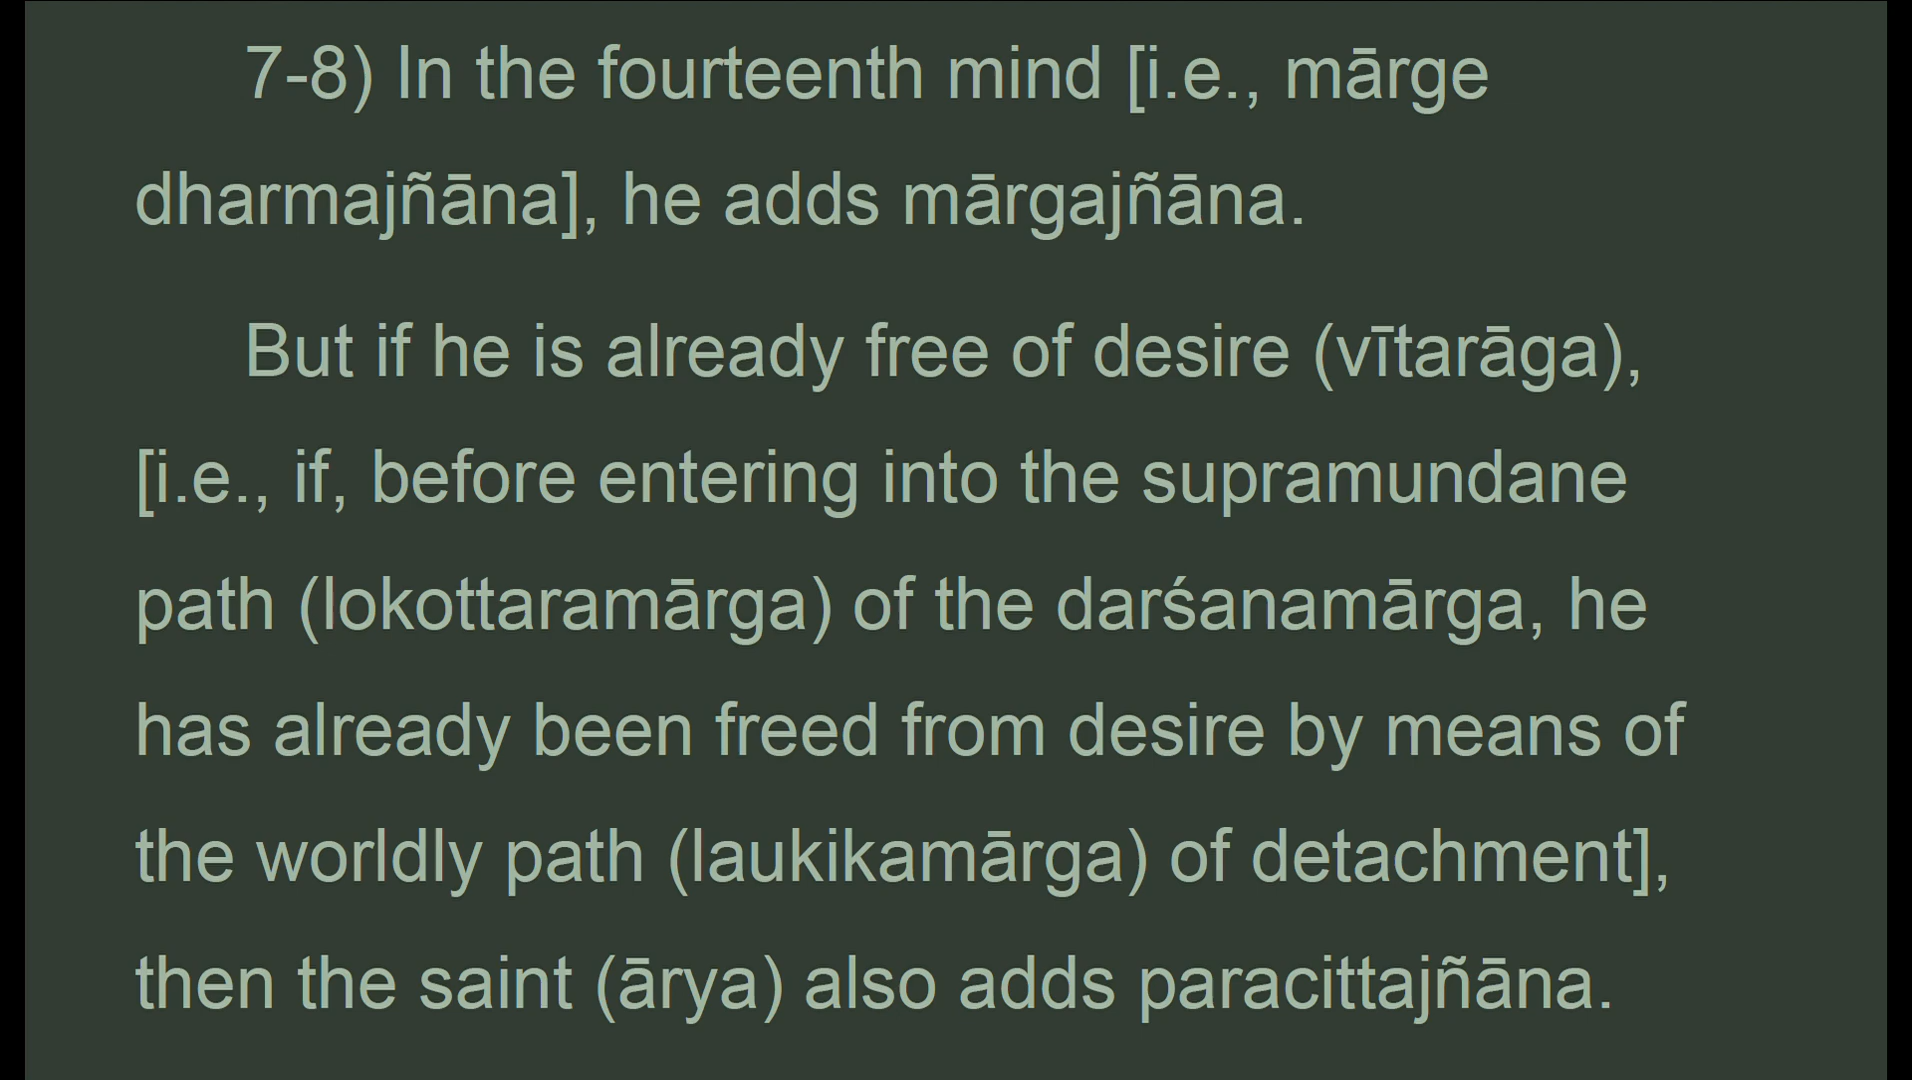 7-8) In the fourteenth mind [i.e., mārge
dharmajñāna], he adds mārgajñāna.
But if he is already free of desire (vītarāga),
[i.e., if, before entering into the supramundane
path (lokottaramārga) of the darśanamārga, he
has already been freed from desire by means of
the worldly path (laukikamārga) of detachment],
then the saint (ārya) also adds paracittajñāna.